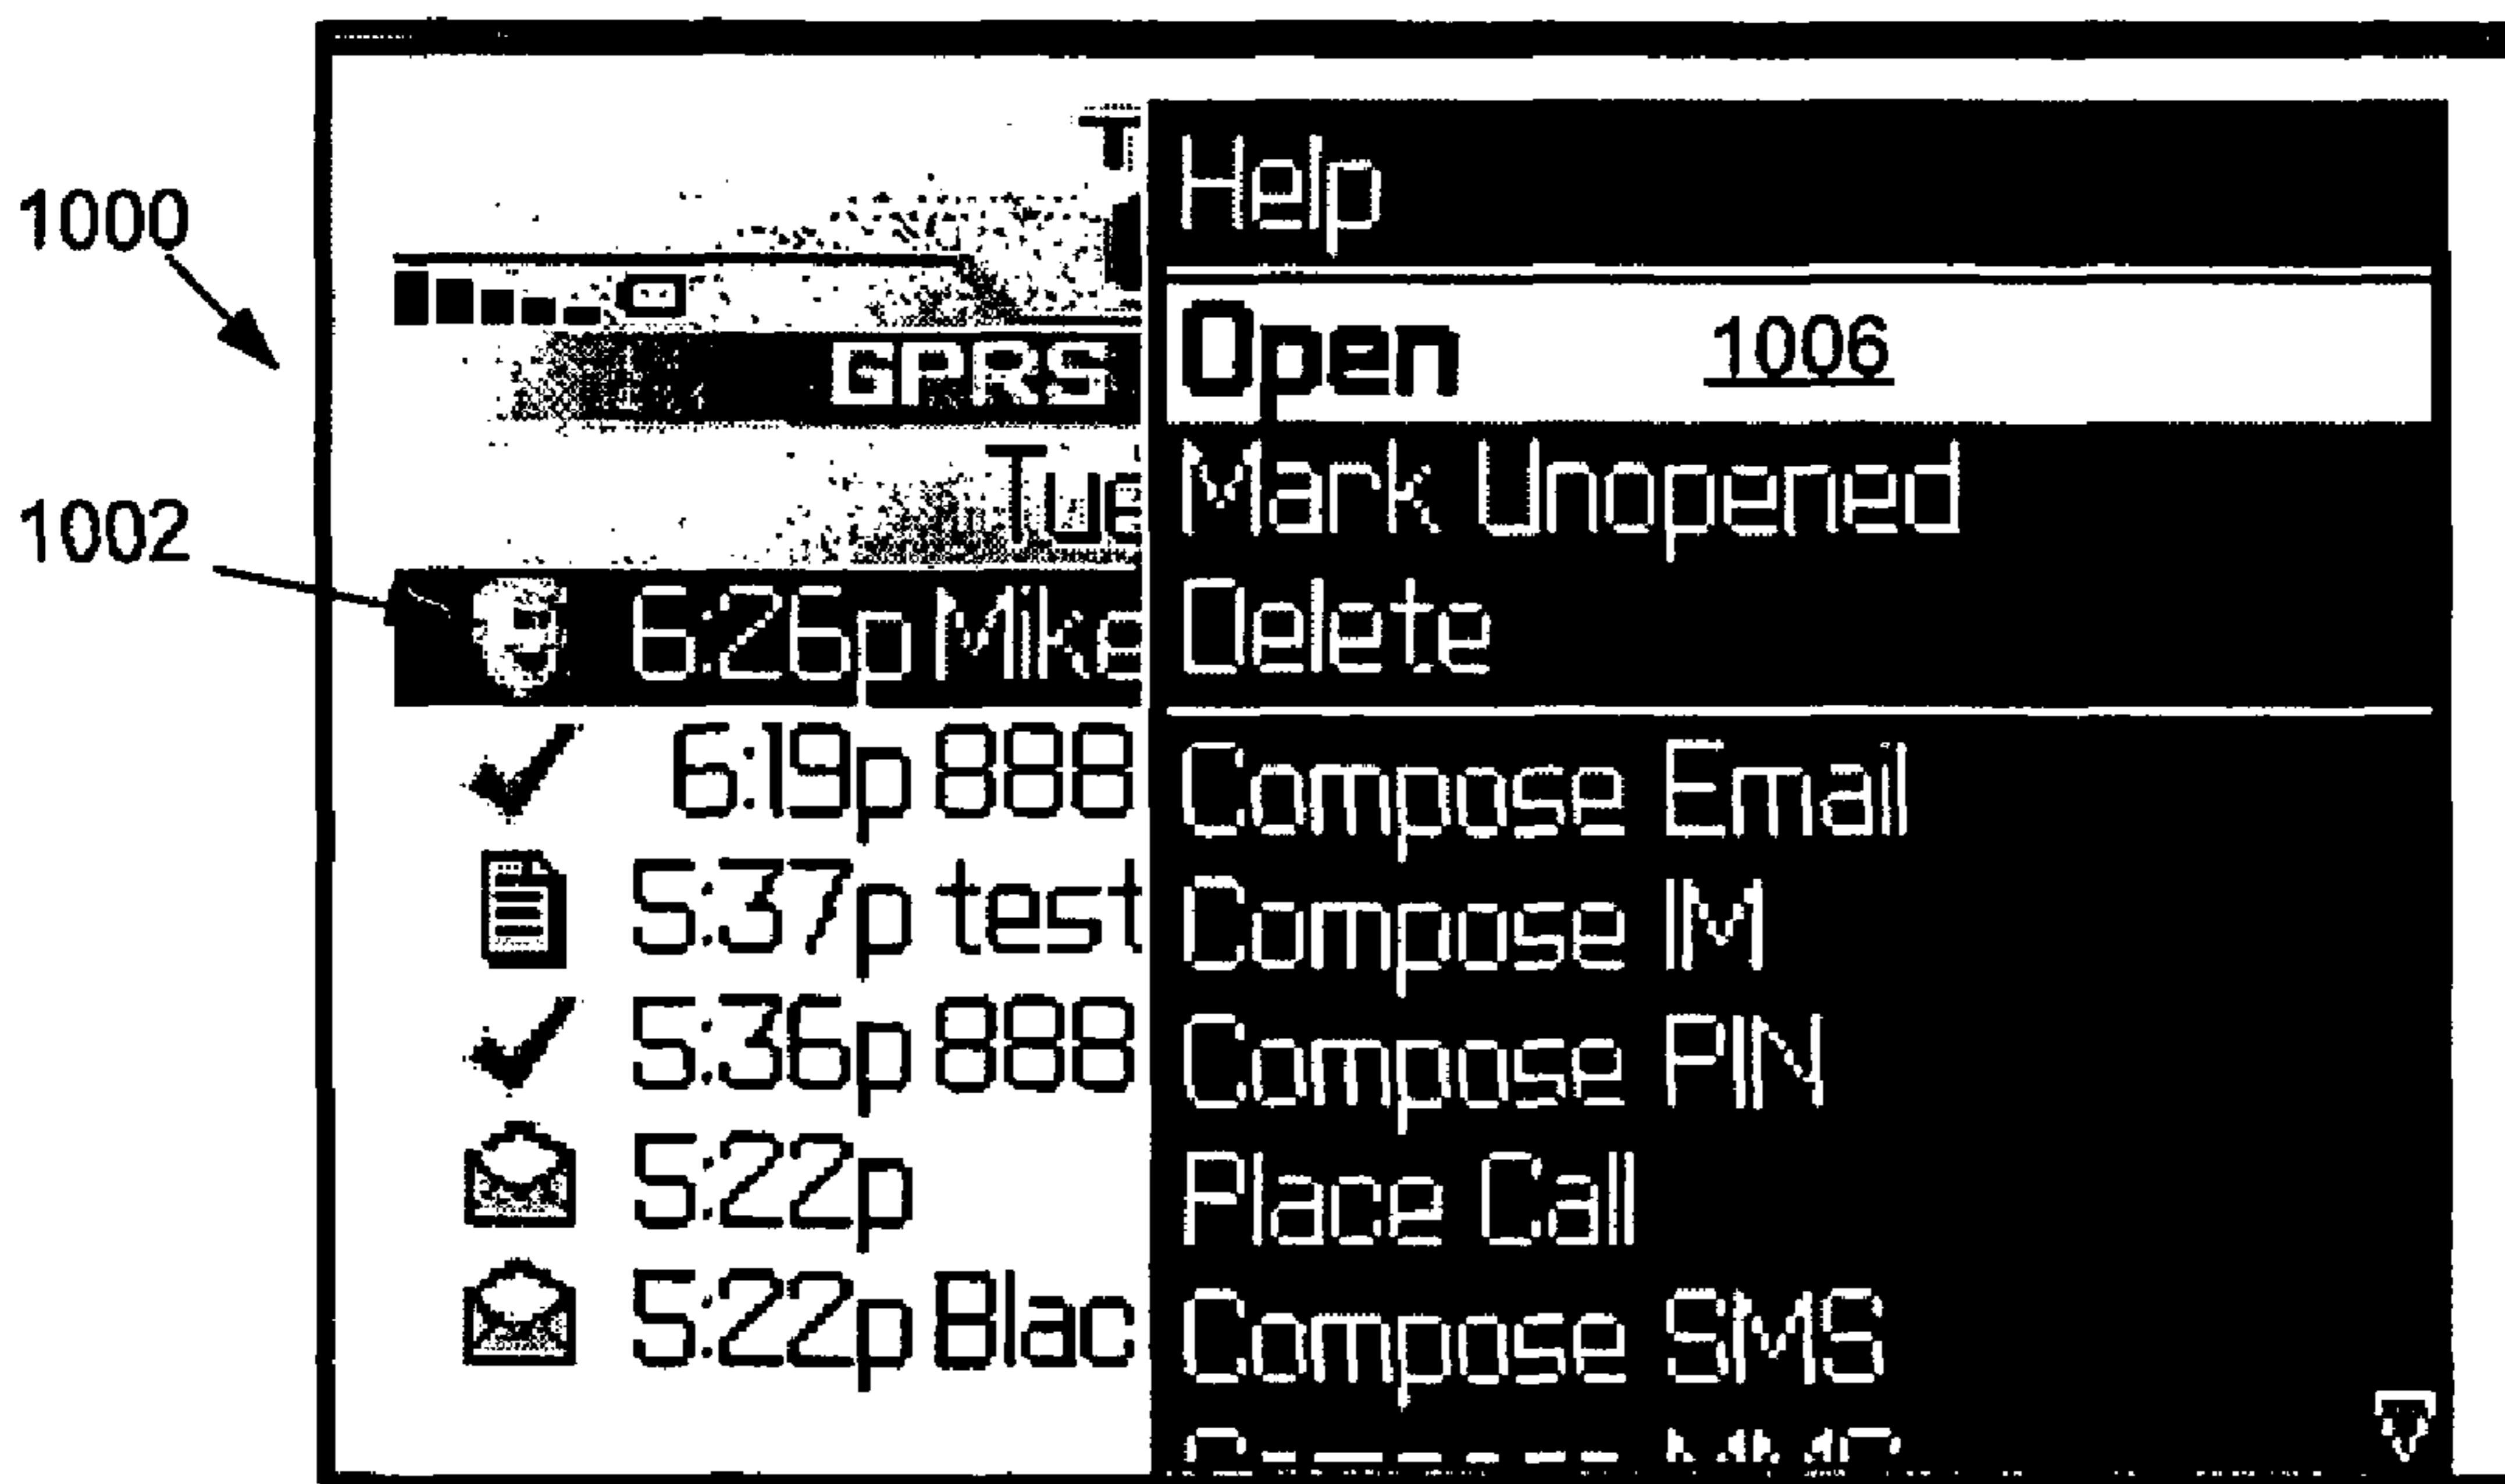 T
Help
1000
Open 1006
GPRS
Tue
Mark Unopened
1002
6:26p Mike
Delete
6:19p 888
Compose Email
5:37p test
Compose IM
5:36p 888
Compose PIN
5:22p
Place Call
5:22p Blac
Compose SMS